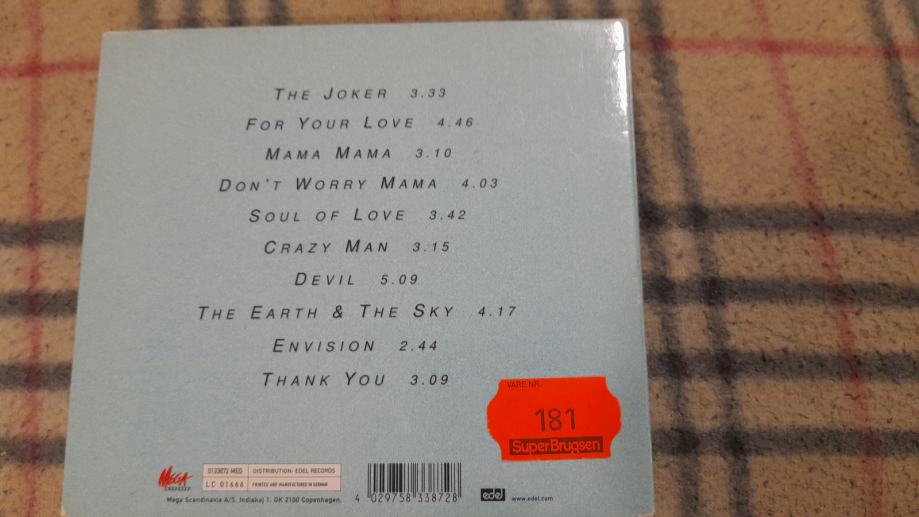 THE JOKER 3.33
FOR YOUR LOVE 4.46
MAMA MAMA 3.10
DON'T WORRY MAMA 4.03
SOUL OF LOVE 3.42
CRAZY MAN 3.15
DEVIL 5.09
THE EARTH & THE SKY 4.17
ENVISION 2.44
THANK YOU 3.09
VARE NR.
181
SuperBrugsen
MEGA
0133872 MEG
LC 01666
DISTRIBUTION: EDEL RECORDS
PRINTED AND MANUFACTURED IN GERMANY
Mega Scandinavia A/S. Indiakaj 1. DK 2100 Copenhagen.
4 029758 338728
edel
www.edel.com